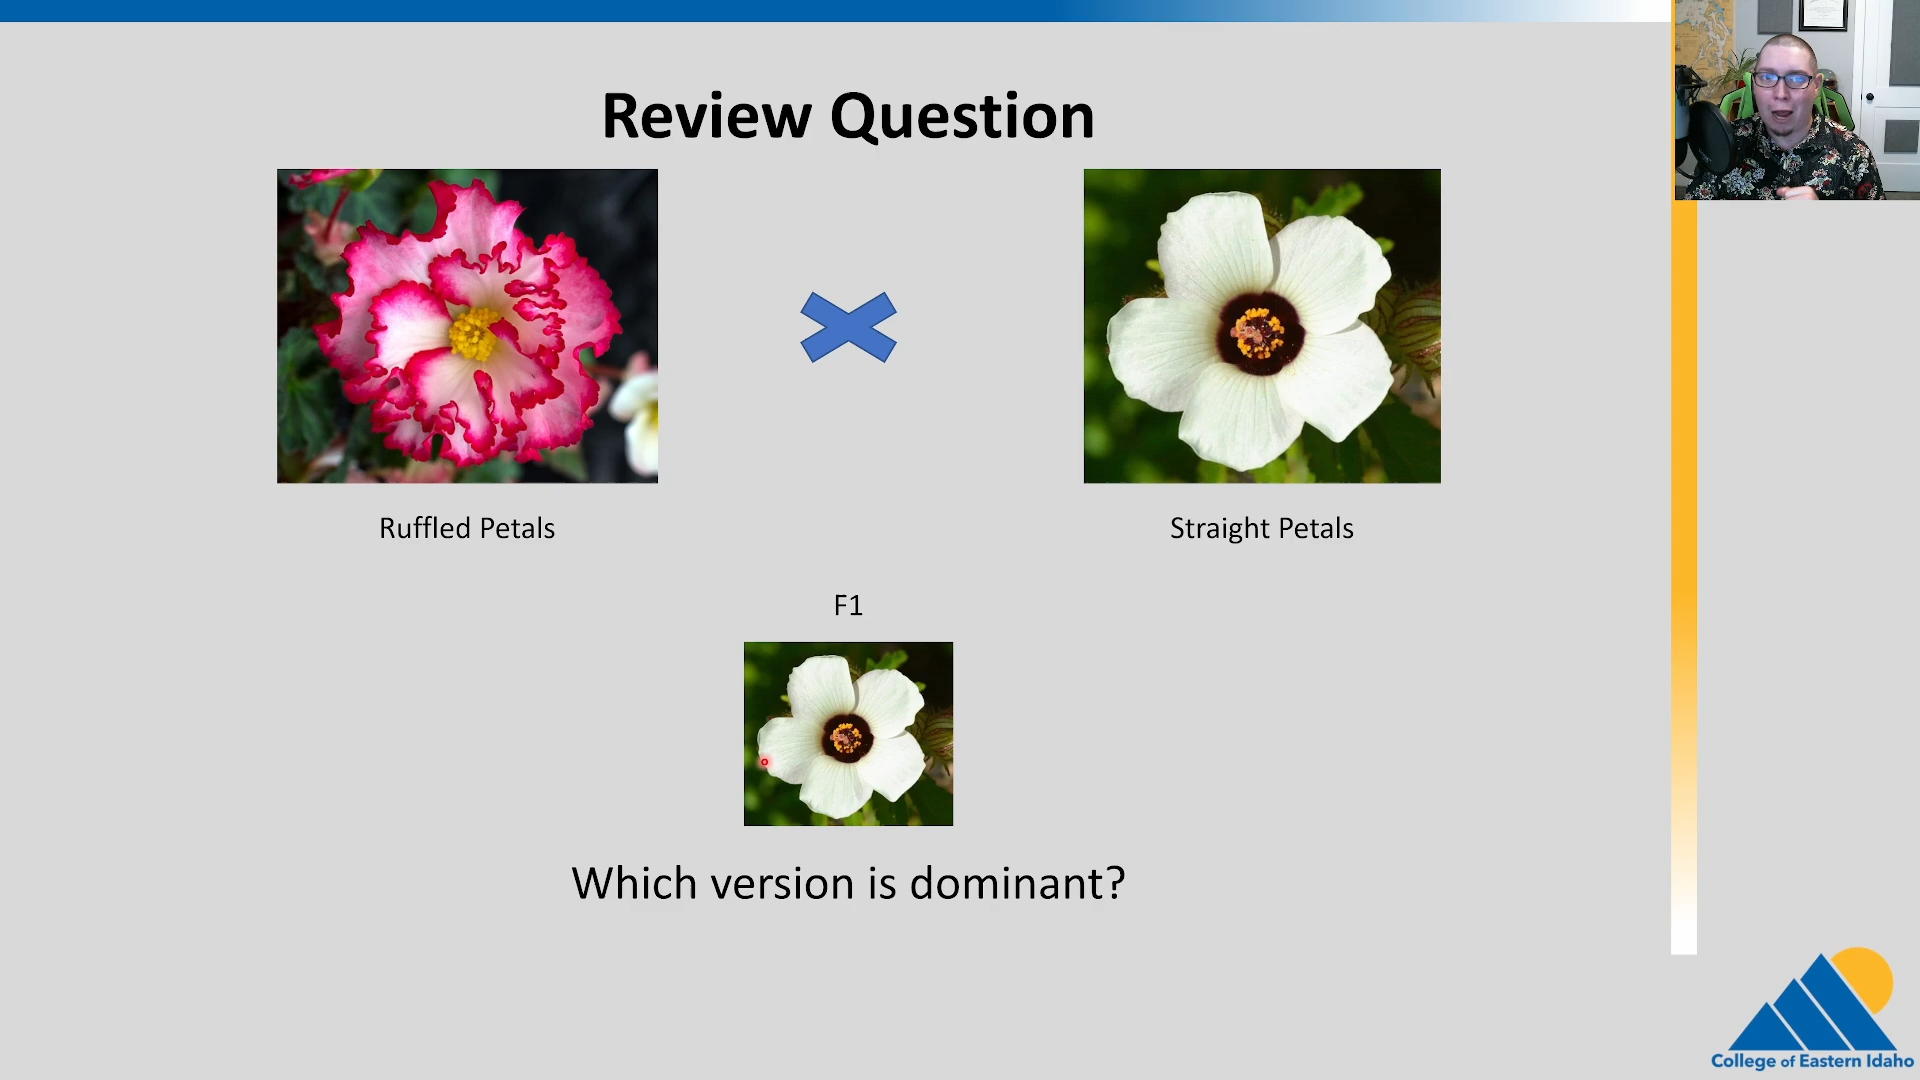 Review Question
Ruffled Petals
Straight Petals
F1
Which version is dominant?
College of Eastern Idaho